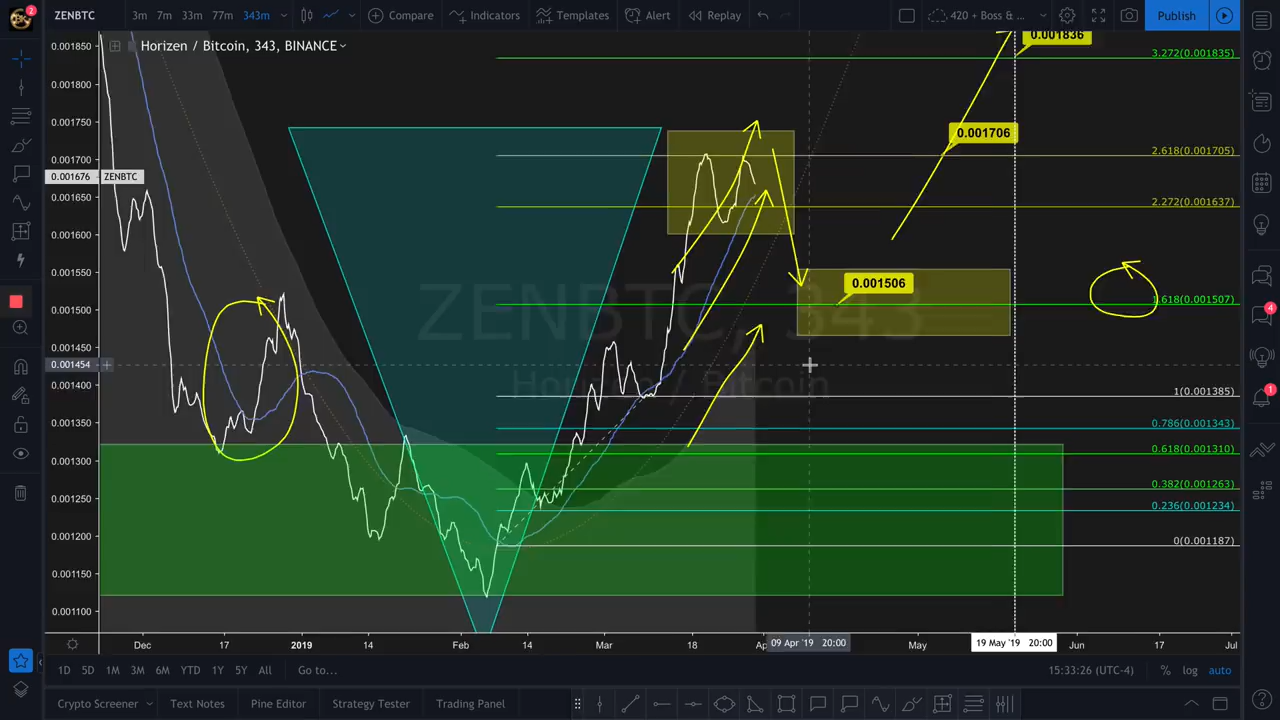 2
ZENBTC
3m 7m 33m 77m 343m
Compare
Indicators
Templates
Alert
Replay
420 + Boss & ...
Publish
Horizen / Bitcoin, 343, BINANCE
0.001850
0.001800
0.001750
0.001700
0.001676 ZENBTC
0.001650
0.001600
0.001550
0.001500
0.001450
0.001454
0.001400
0.001350
0.001300
0.001250
0.001200
0.001150
0.001100
ZENBTC, 343
Horizen / Bitcoin
0.001836
3.272(0.001835)
0.001706
2.618(0.001705)
2.272(0.001637)
0.001506
1.618(0.001507)
1(0.001385)
0.786(0.001343)
0.618(0.001310)
0.382(0.001263)
0.236(0.001234)
0(0.001187)
4
1
Dec 17 2019 14 Feb 14 Mar 18 Ap 09 Apr '19 20:00 May 19 May '19 20:00 Jun 17 Jul
1D 5D 1M 3M 6M YTD 1Y 5Y All Go to...
15:33:26 (UTC-4) % log auto
Crypto Screener Text Notes Pine Editor Strategy Tester Trading Panel